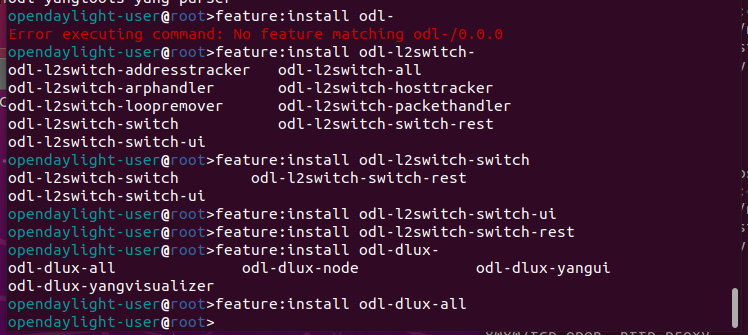 opendaylight-user@root>feature:install odl-
Error executing command: No feature matching odl-/0.0.0
opendaylight-user@root>feature:install odl-l2switch-
odl-l2switch-addresstracker odl-l2switch-all
odl-l2switch-arphandler odl-l2switch-hosttracker
odl-l2switch-loopremover odl-l2switch-packethandler
odl-l2switch-switch odl-l2switch-switch-rest
odl-l2switch-switch-ui
opendaylight-user@root>feature:install odl-l2switch-switch
odl-l2switch-switch odl-l2switch-switch-rest
odl-l2switch-switch-ui
opendaylight-user@root>feature:install odl-l2switch-switch-ui
opendaylight-user@root>feature:install odl-l2switch-switch-rest
opendaylight-user@root>feature:install odl-dlux-
odl-dlux-all odl-dlux-node odl-dlux-yangui
odl-dlux-yangvisualizer
opendaylight-user@root>feature:install odl-dlux-all
opendaylight-user@root>